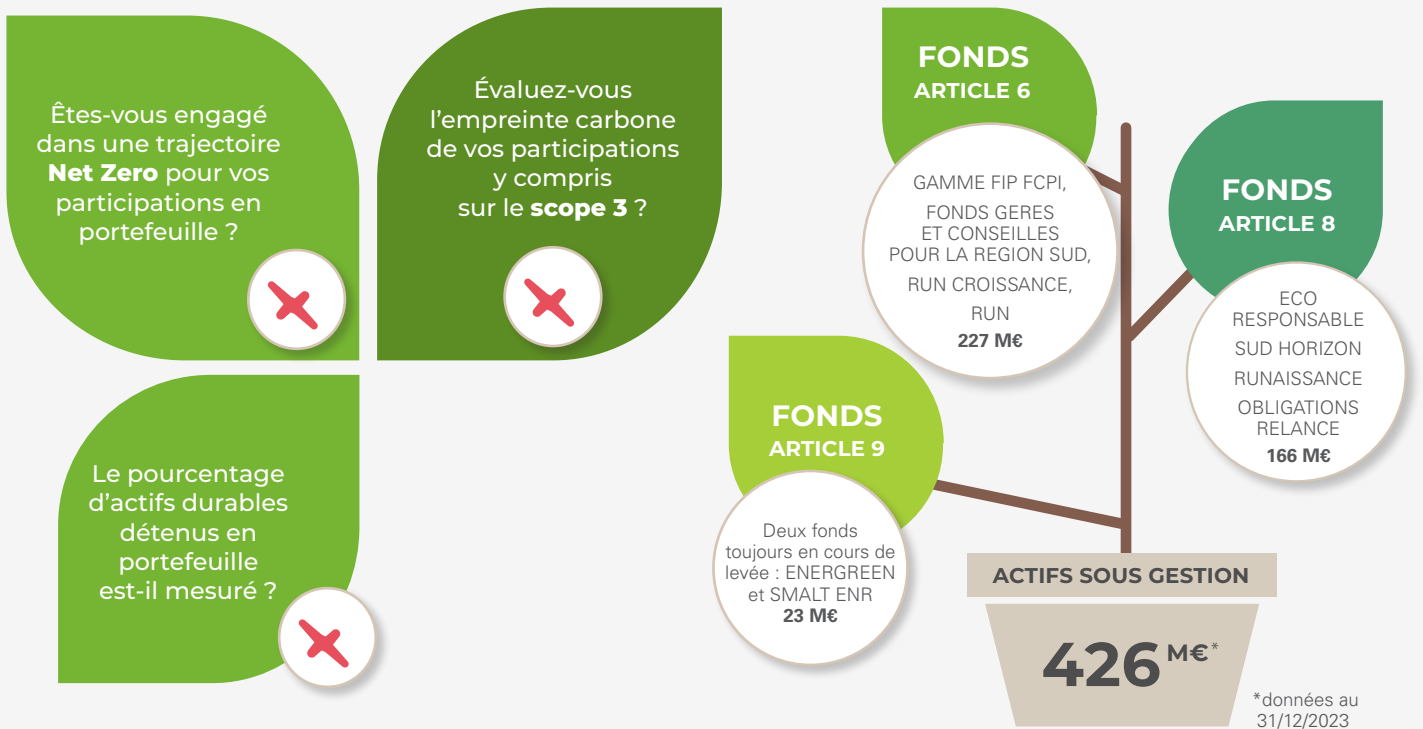 Êtes-vous engagé
dans une trajectoire
Net Zero pour vos
participations en
portefeuille ?
Évaluez-vous
l'empreinte carbone
de vos participations
y compris
sur le scope 3 ?
Le pourcentage
d'actifs durables
détenus en
portefeuille
est-il mesuré ?
FONDS
ARTICLE 6
GAMME FIP FCPI,
FONDS GERES
ET CONSEILLES
POUR LA REGION SUD,
RUN CROISSANCE,
RUN
227 M€
FONDS
ARTICLE 8
ECO
RESPONSABLE
SUD HORIZON
RUNAISSANCE
OBLIGATIONS
RELANCE
166 M€
FONDS
ARTICLE 9
Deux fonds
toujours en cours de
levée : ENERGREEN
et SMALT ENR
23 M€
ACTIFS SOUS GESTION
426 M€*
*données au
31/12/2023